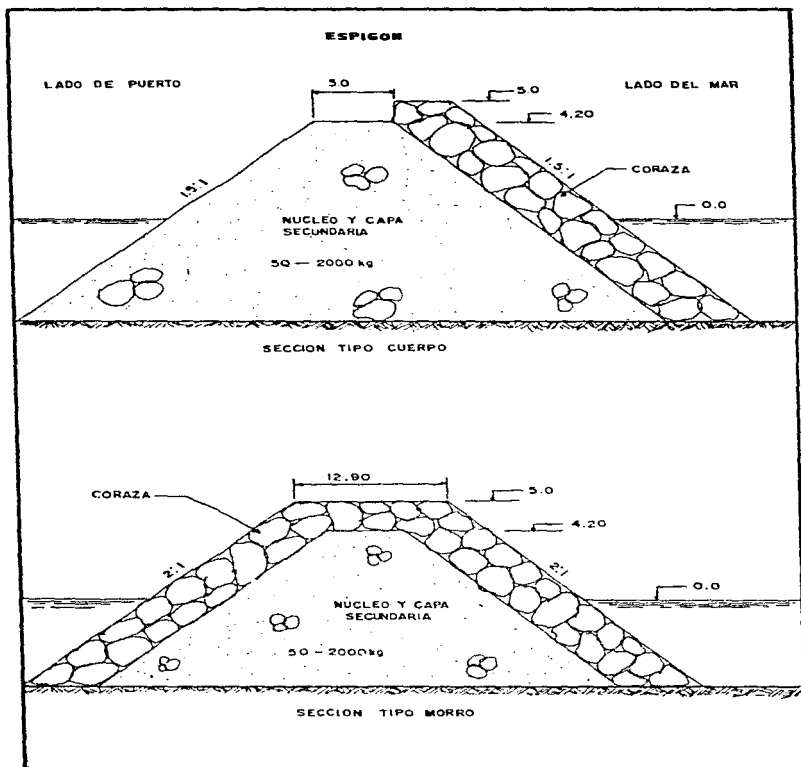 ESPIGON
LADO DE PUERTO
5.0
5.0
LADO DEL MAR
4.20
1.5:1
1.5:1
CORAZA
0.0
NUCLEO Y CAPA
SECUNDARIA
50 — 2000 kg
SECCION TIPO CUERPO
12.90
CORAZA
5.0
4.20
2:1
2:1
0.0
NUCLEO Y CAPA
SECUNDARIA
50 — 2000 kg
SECCION TIPO MORRO